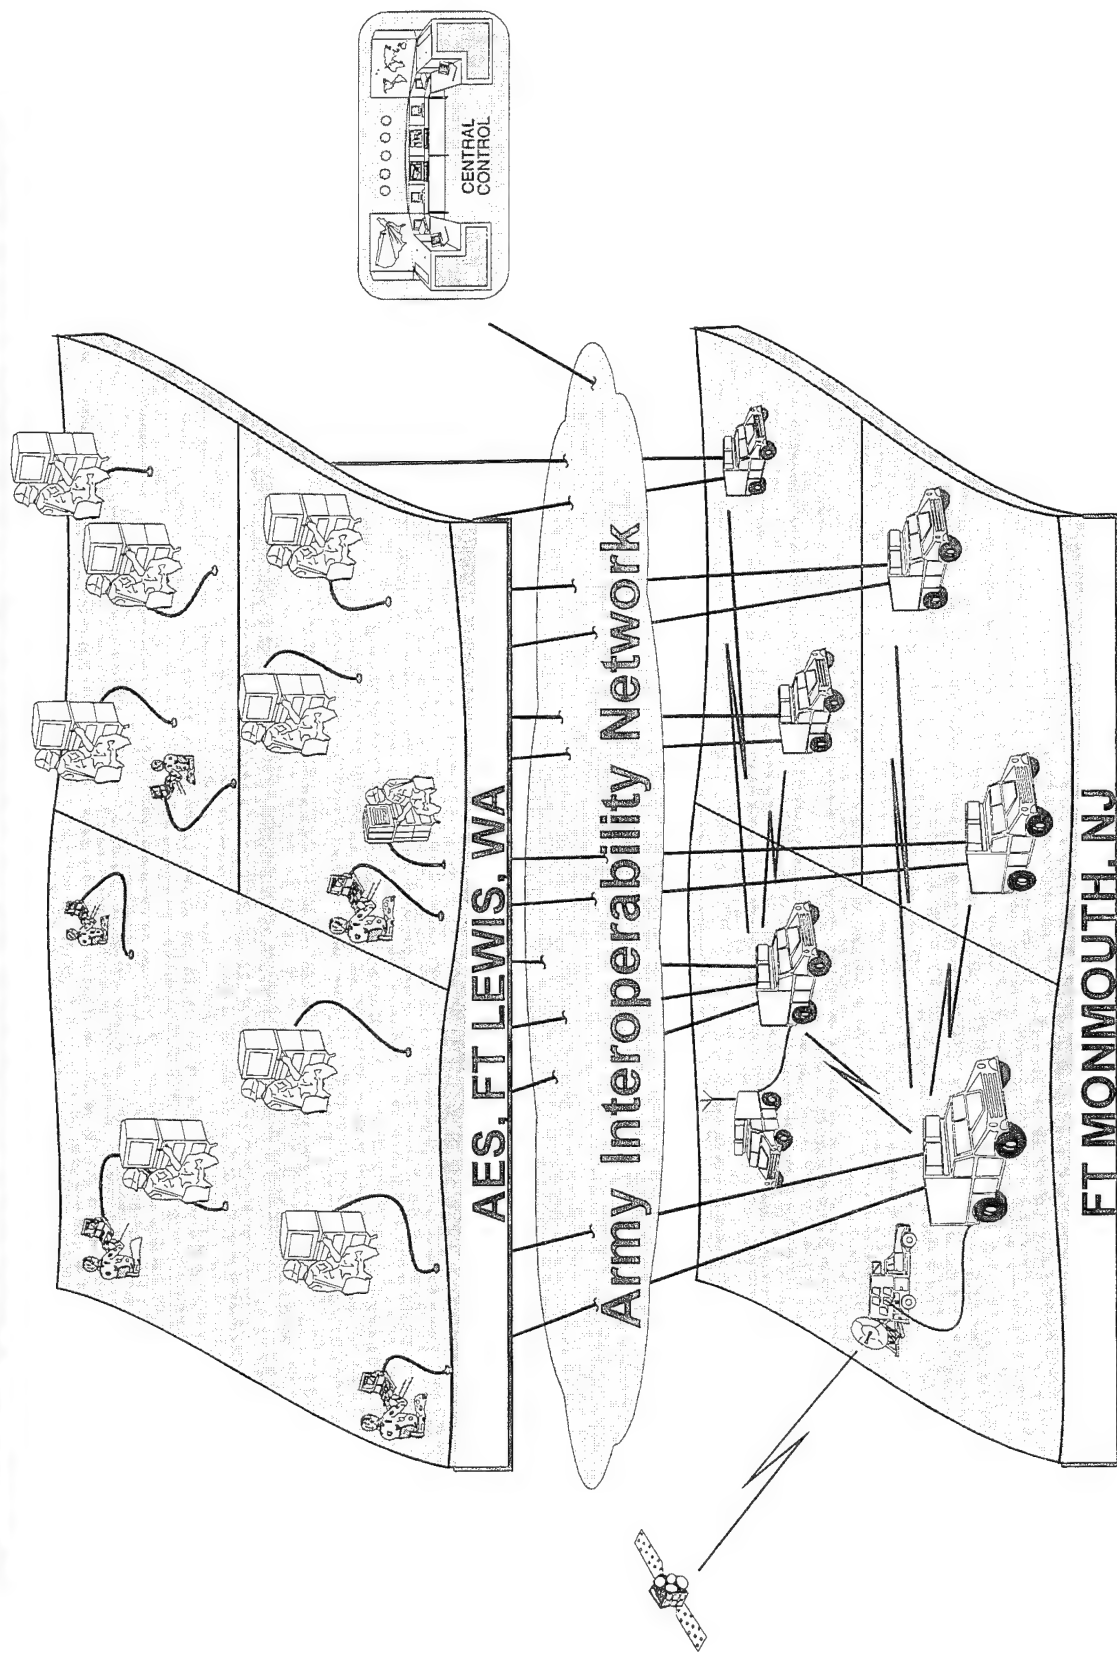 CENTRAL
CONTROL
AES, FT LEWIS, WA
Army Interoperability Network
FT MONMOUTH, NJ